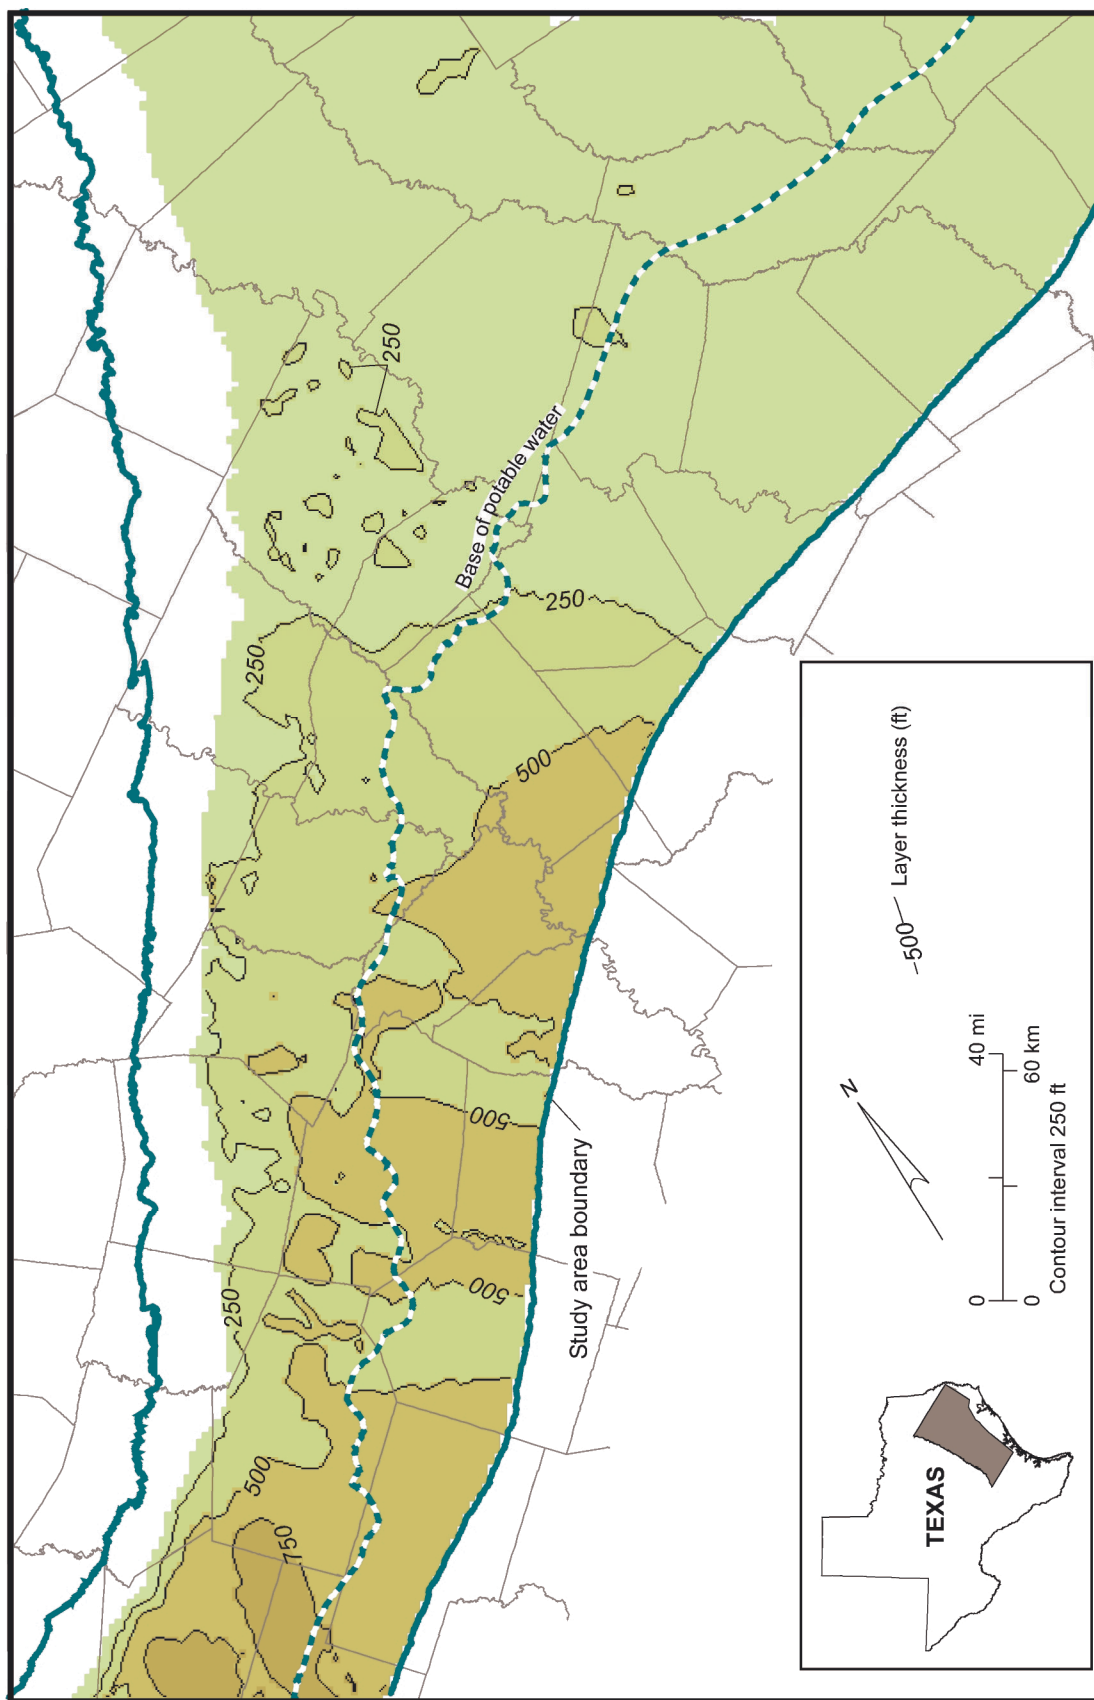 250
250
250
500
Base of potable water
500
500
250
500
750
Study area boundary
TEXAS
N
0 40 mi
0 60 km
Contour interval 250 ft
500 Layer thickness (ft)